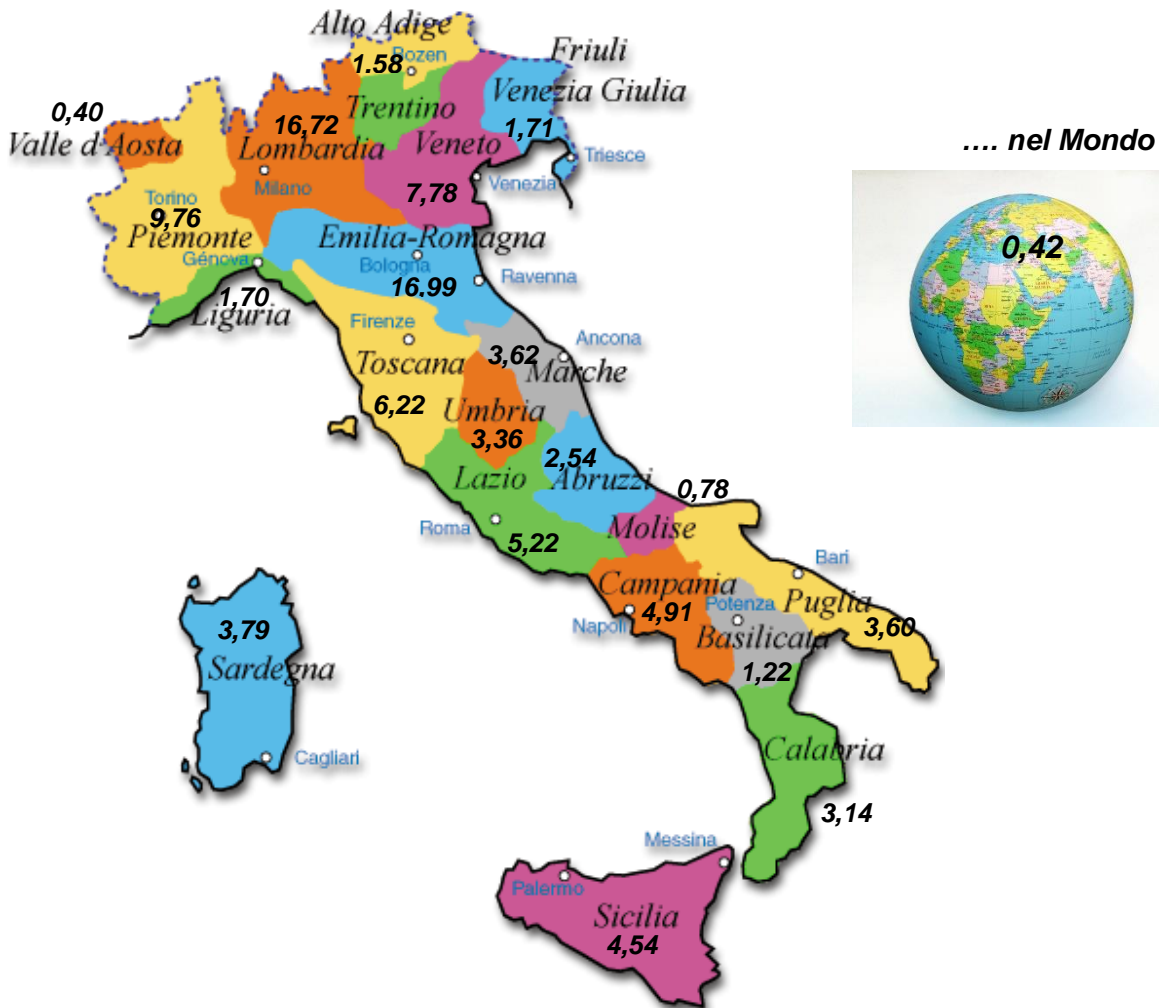 Alto Adige
1.58
Bozen
Friuli
Venezia Giulia
1,71
Triesce
0,40
Valle d'Aosta
16,72
Lombardia
Milano
Trentino
Veneto
7,78
Venezia
.... nel Mondo
0,42
Torino
9,76
Piemonte
Génova
1,70
Liguria
Emilia-Romagna
Bologna
16,99
Ravenna
Firenze
Toscana
6,22
3,62
Ancona
Marche
Umbria
3,36
2,54
Abruzzi
Lazio
Roma
5,22
0,78
Molise
Bari
Campania
4,91
Napoli
Potenza
Puglia
3,60
Basilicata
1,22
3,79
Sardegna
Cagliari
Calabria
3,14
Messina
Palermo
Sicilia
4,54